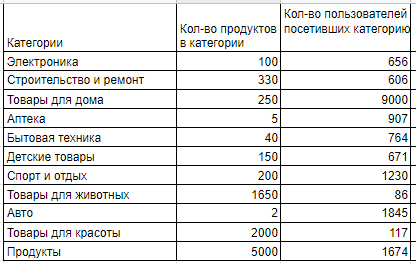 Категории Кол-во продуктов в категории Кол-во пользователей посетивших категорию
Электроника 100 656
Строительство и ремонт 330 606
Товары для дома 250 9000
Аптека 5 907
Бытовая техника 40 764
Детские товары 150 671
Спорт и отдых 200 1230
Товары для животных 1650 86
Авто 2 1845
Товары для красоты 2000 117
Продукты 5000 1674